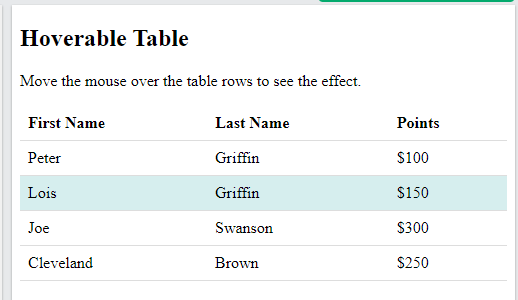 Hoverable Table
Move the mouse over the table rows to see the effect.
First Name Last Name Points
Peter Griffin $100
Lois Griffin $150
Joe Swanson $300
Cleveland Brown $250